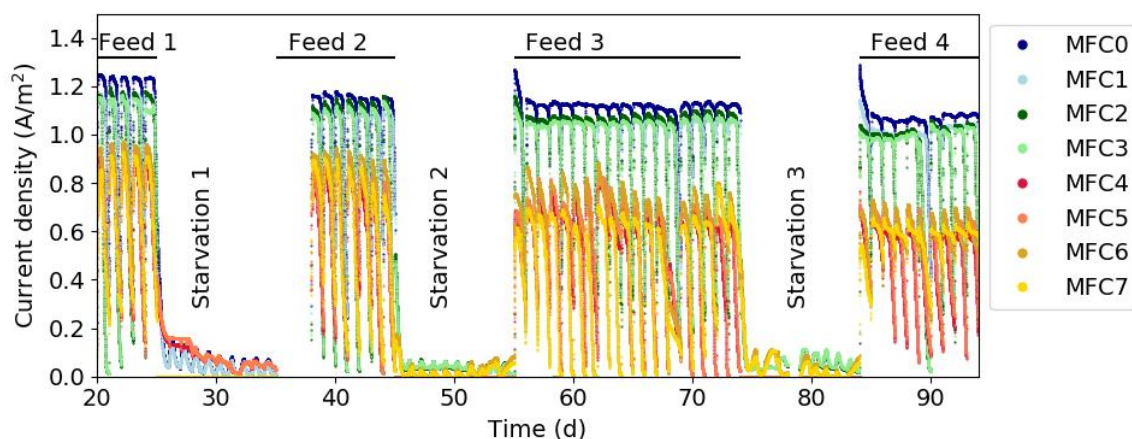 Feed 1
Feed 2
Feed 3
Feed 4
Starvation 1
Starvation 2
Starvation 3
1.4
1.2
1.0
0.8
0.6
0.4
0.2
0.0
Current density (A/m²)
20
30
40
50
60
70
80
90
Time (d)
MFC0
MFC1
MFC2
MFC3
MFC4
MFC5
MFC6
MFC7